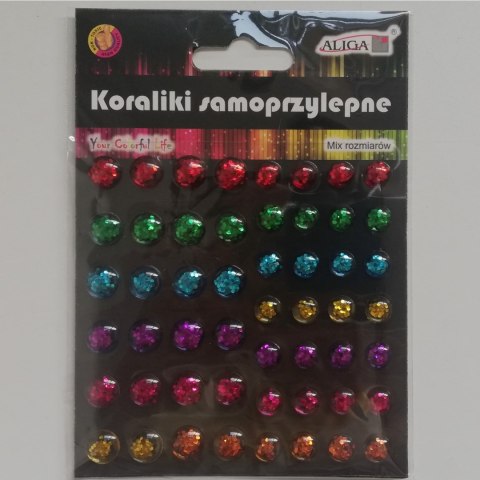 ALIGA ®
Koraliki samoprzylepne
Your Colorful Life
Mix rozmiarów